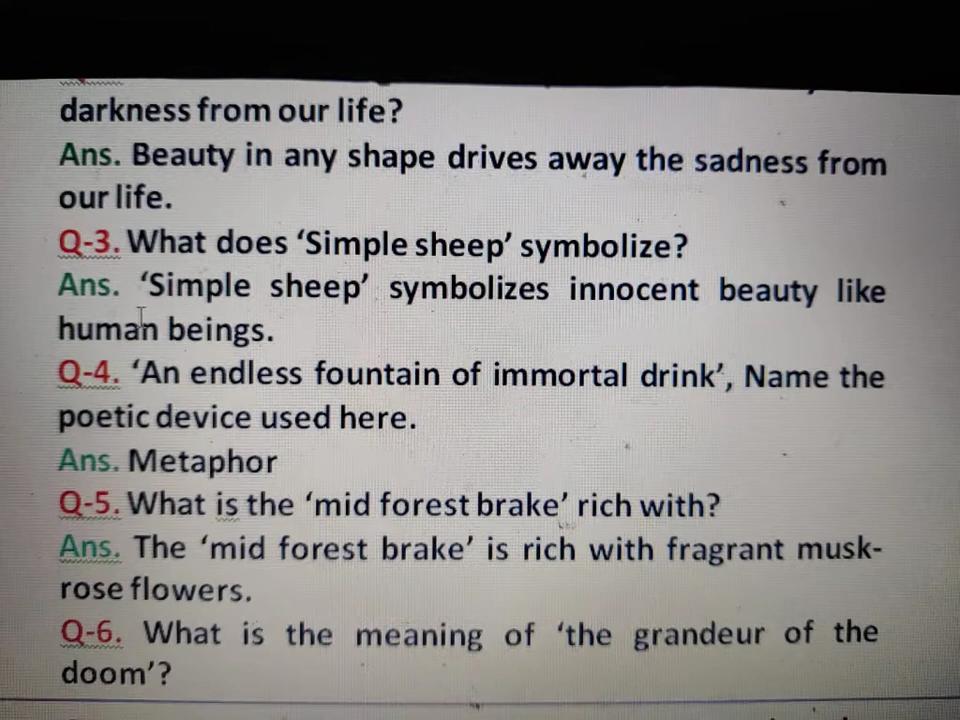 darkness from our life?
Ans. Beauty in any shape drives away the sadness from
our life.
Q-3. What does ‘Simple sheep’ symbolize?
Ans. ‘Simple sheep’ symbolizes innocent beauty like
human beings.
Q-4. ‘An endless fountain of immortal drink’, Name the
poetic device used here.
Ans. Metaphor
Q-5. What is the ‘mid forest brake’ rich with?
Ans. The ‘mid forest brake’ is rich with fragrant musk-
rose flowers.
Q-6. What is the meaning of ‘the grandeur of the
doom’?